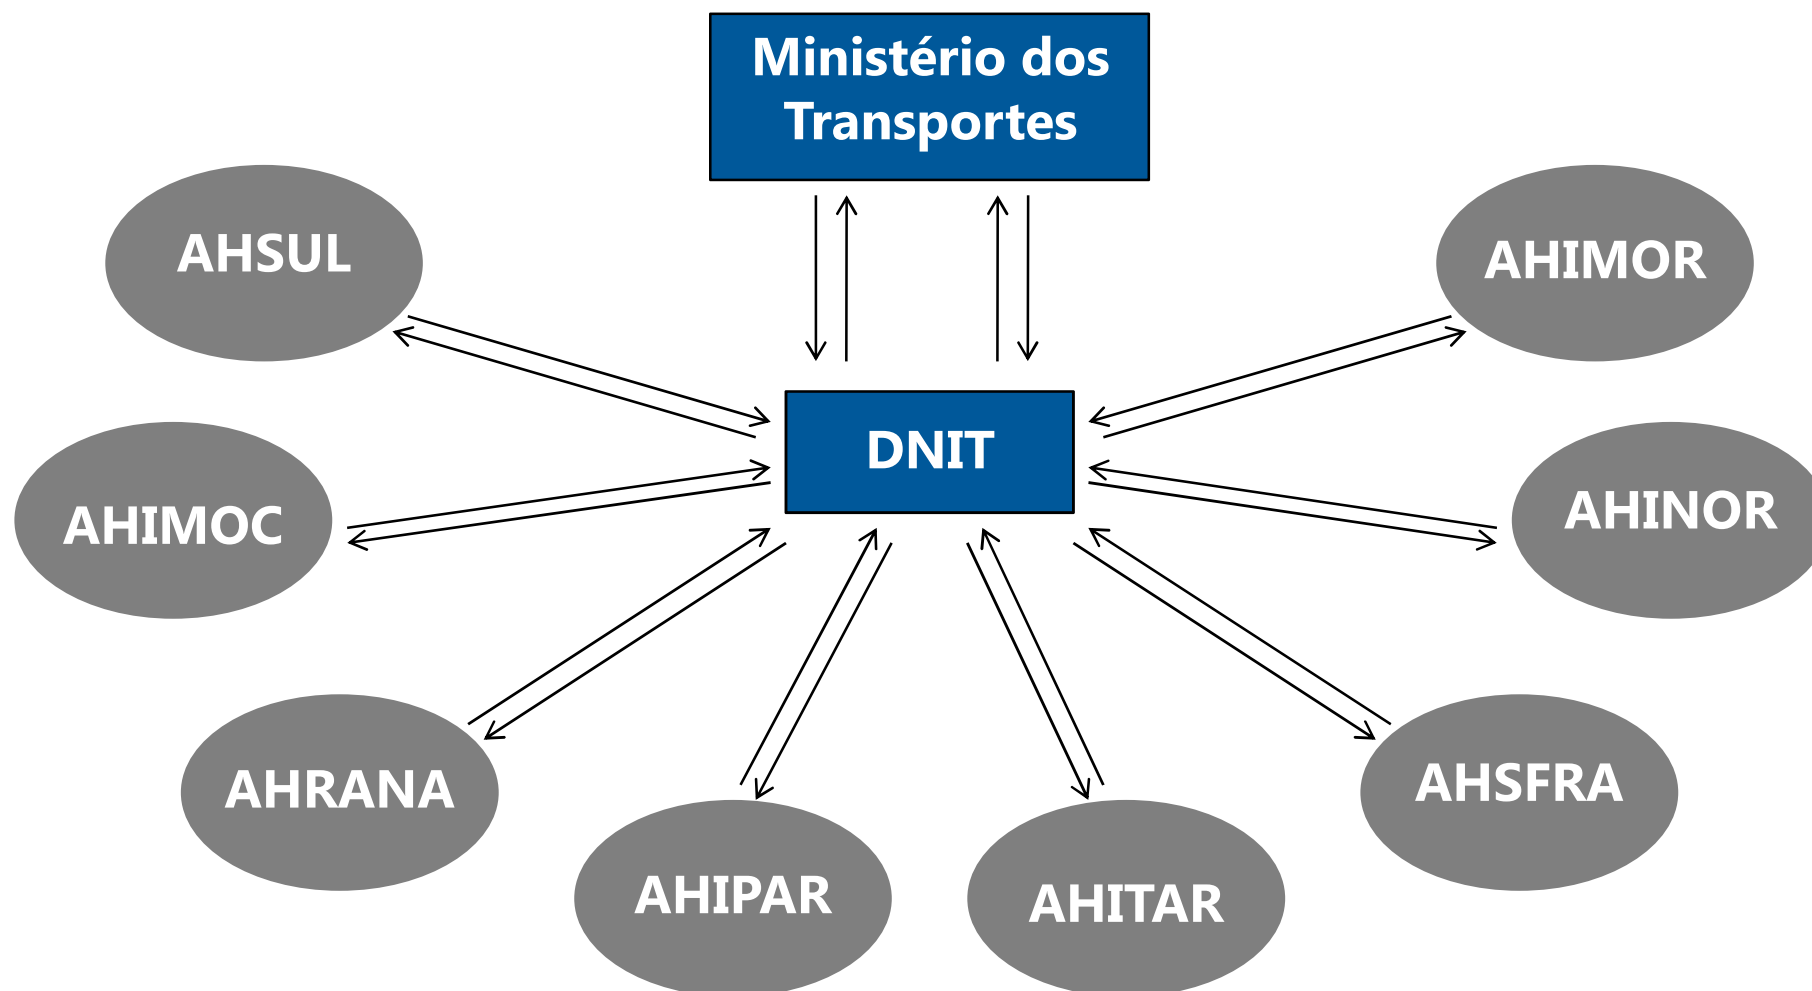 Ministério dos
Transportes
AHSUL
AHIMOR
DNIT
AHIMOC
AHINOR
AHRANA
AHSFRA
AHIPAR
AHITAR